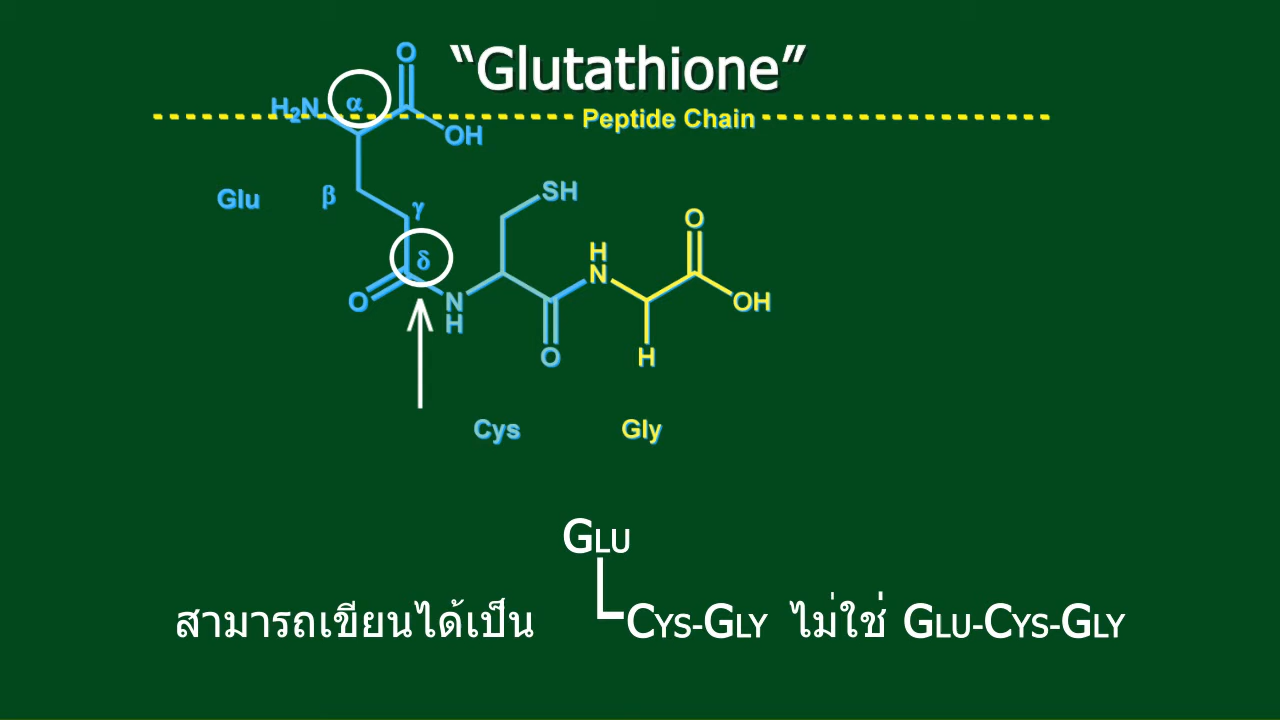 “Glutathione”
O
H₂N α
OH
Peptide Chain
Glu β γ
SH
δ
O
O
N
H
H
N
O
H
O
OH
Cys Gly
GLU
สามารถเขียนได้เป็น CYS-GLY ไม่ใช่ GLU-CYS-GLY